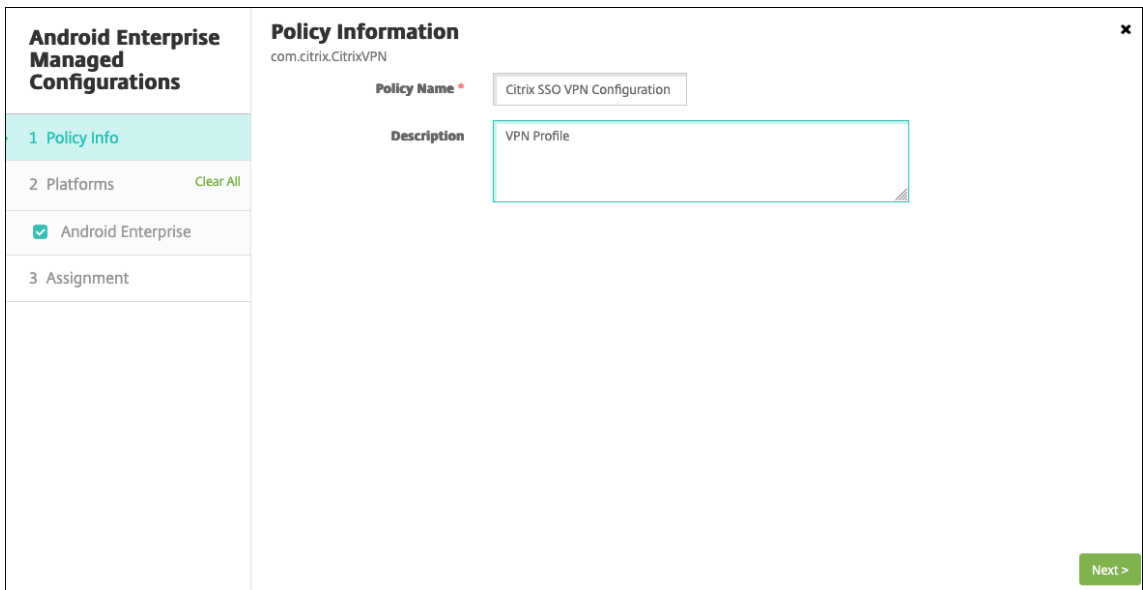 Android Enterprise
Managed
Configurations
1 Policy Info
2 Platforms
Clear All
Android Enterprise
3 Assignment
Policy Information
com.citrix.CitrixVPN
Policy Name *
Citrix SSO VPN Configuration
Description
VPN Profile
Next >